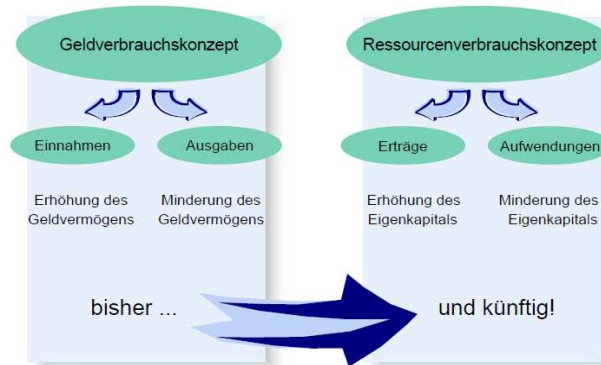 Geldverbrauchskonzept
Einnahmen
Ausgaben
Erhöhung des
Geldvermögens
Minderung des
Geldvermögens
bisher ...
Ressourcenverbrauchskonzept
Erträge
Aufwendungen
Erhöhung des
Eigenkapitals
Minderung des
Eigenkapitals
und künftig!